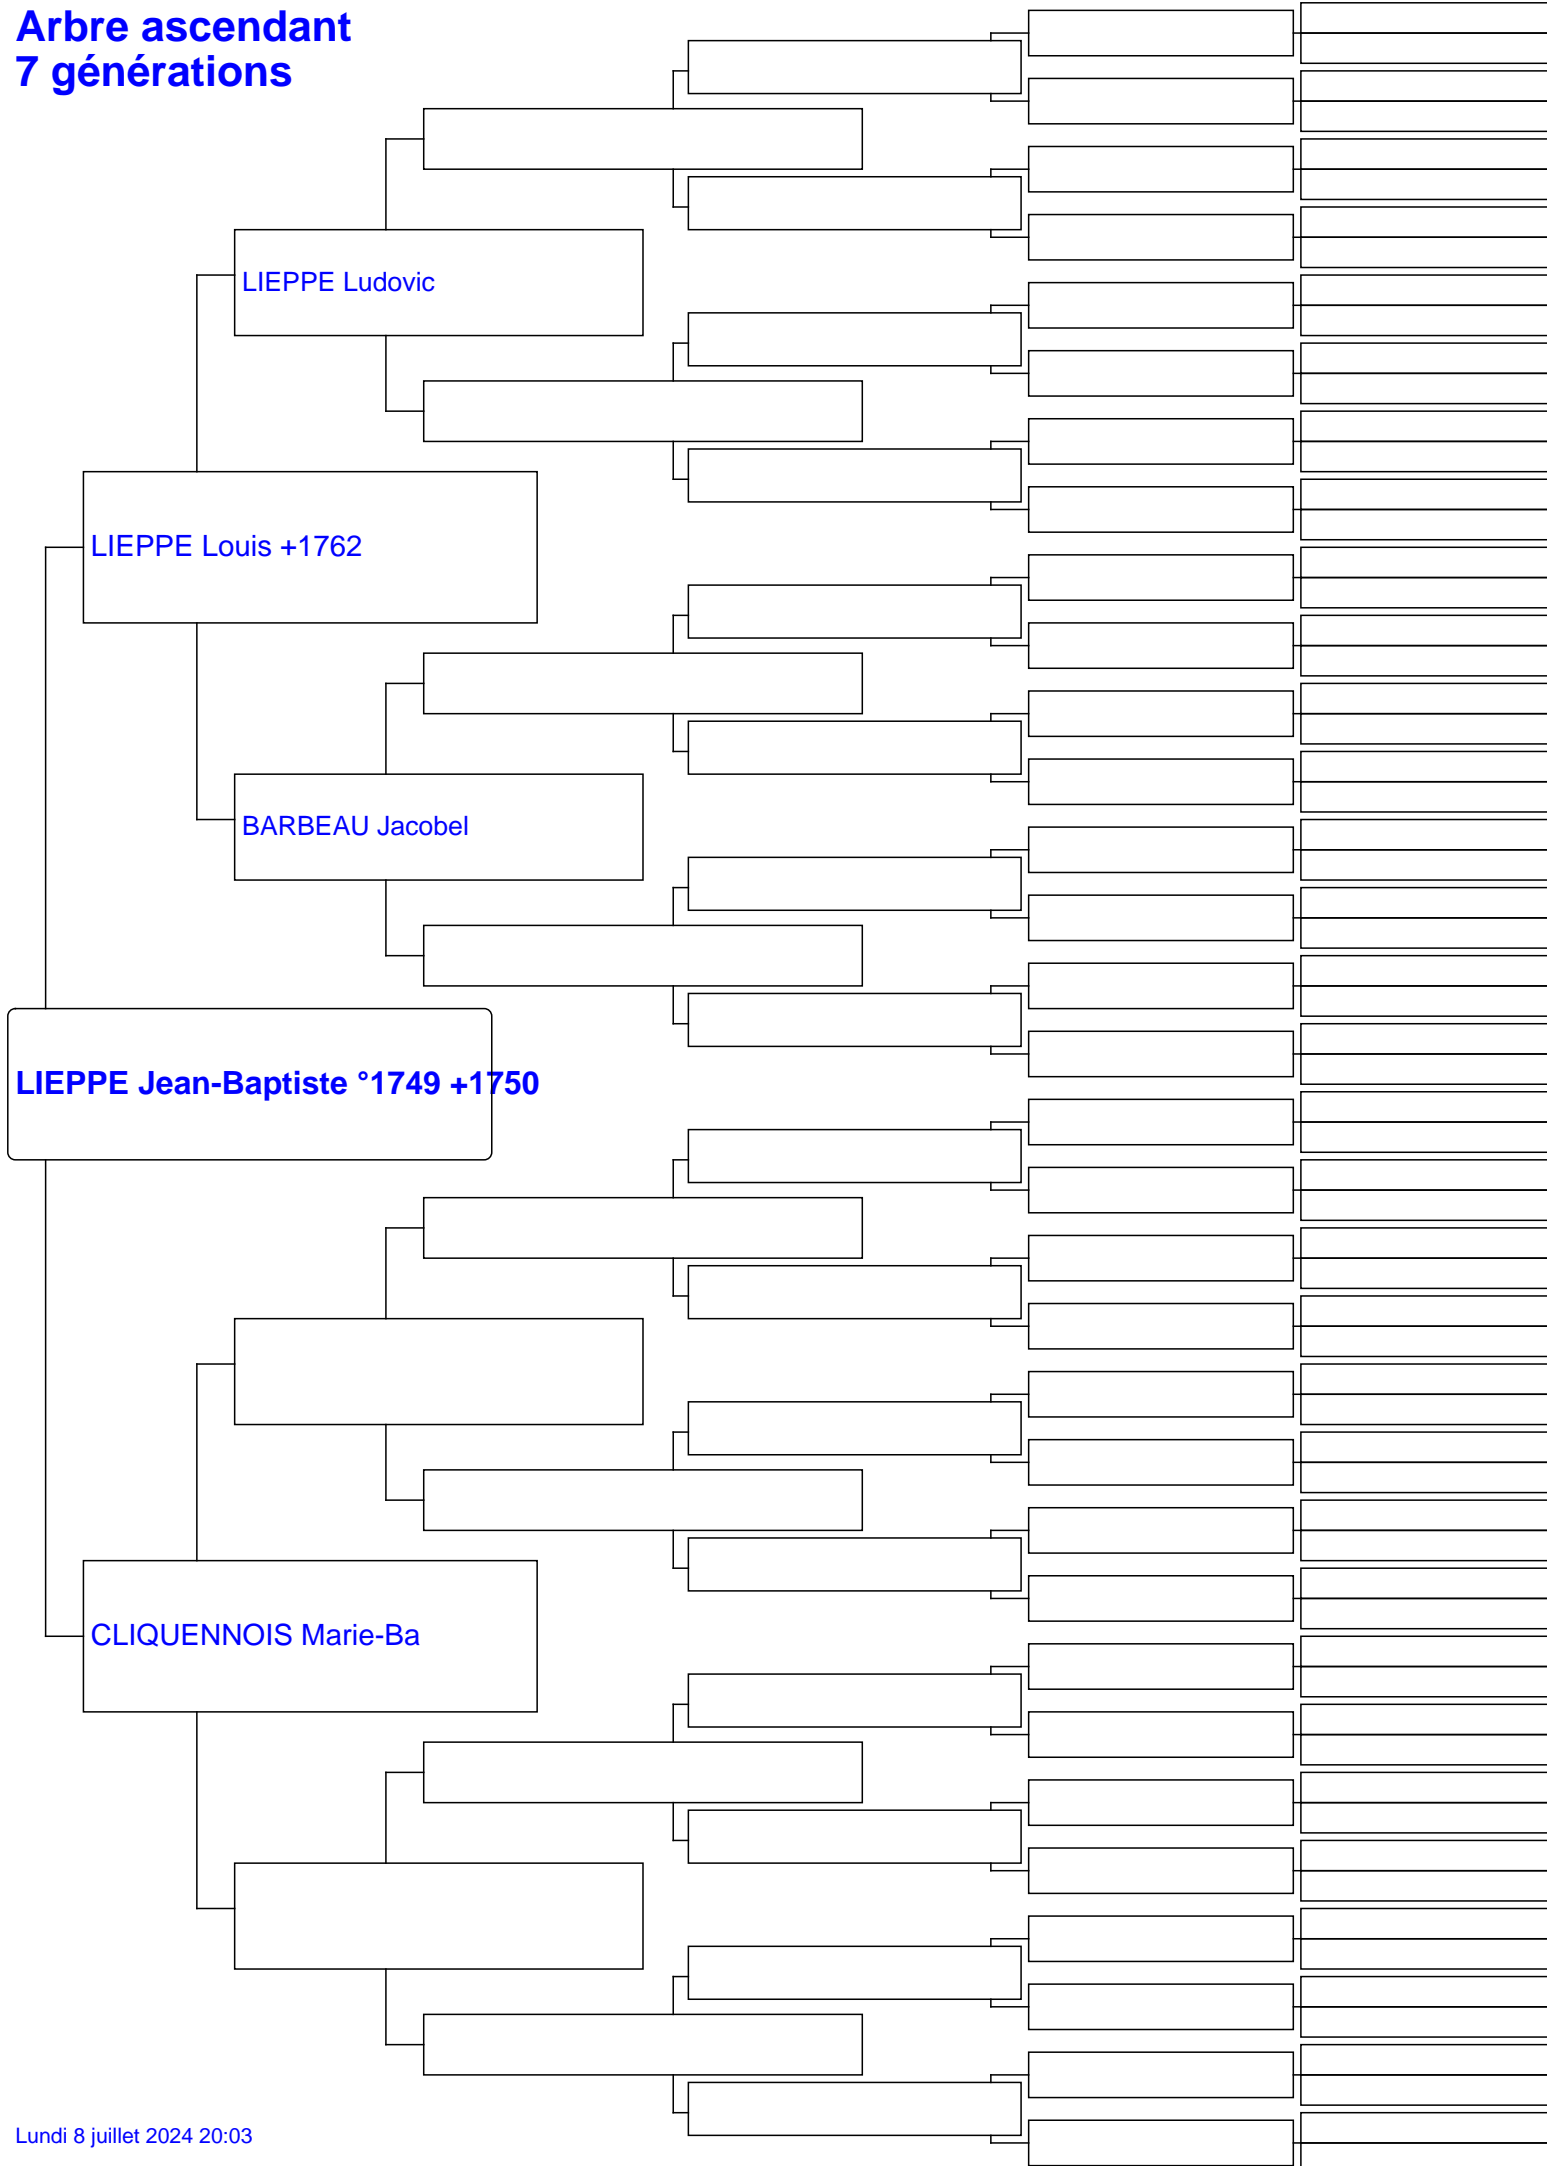 Arbre ascendant
7 générations
LIEPPE Ludovic
LIEPPE Louis +1762
BARBEAU Jacobel
LIEPPE Jean-Baptiste °1749 +1750
CLIQUENNOIS Marie-Ba
Lundi 8 juillet 2024 20:03